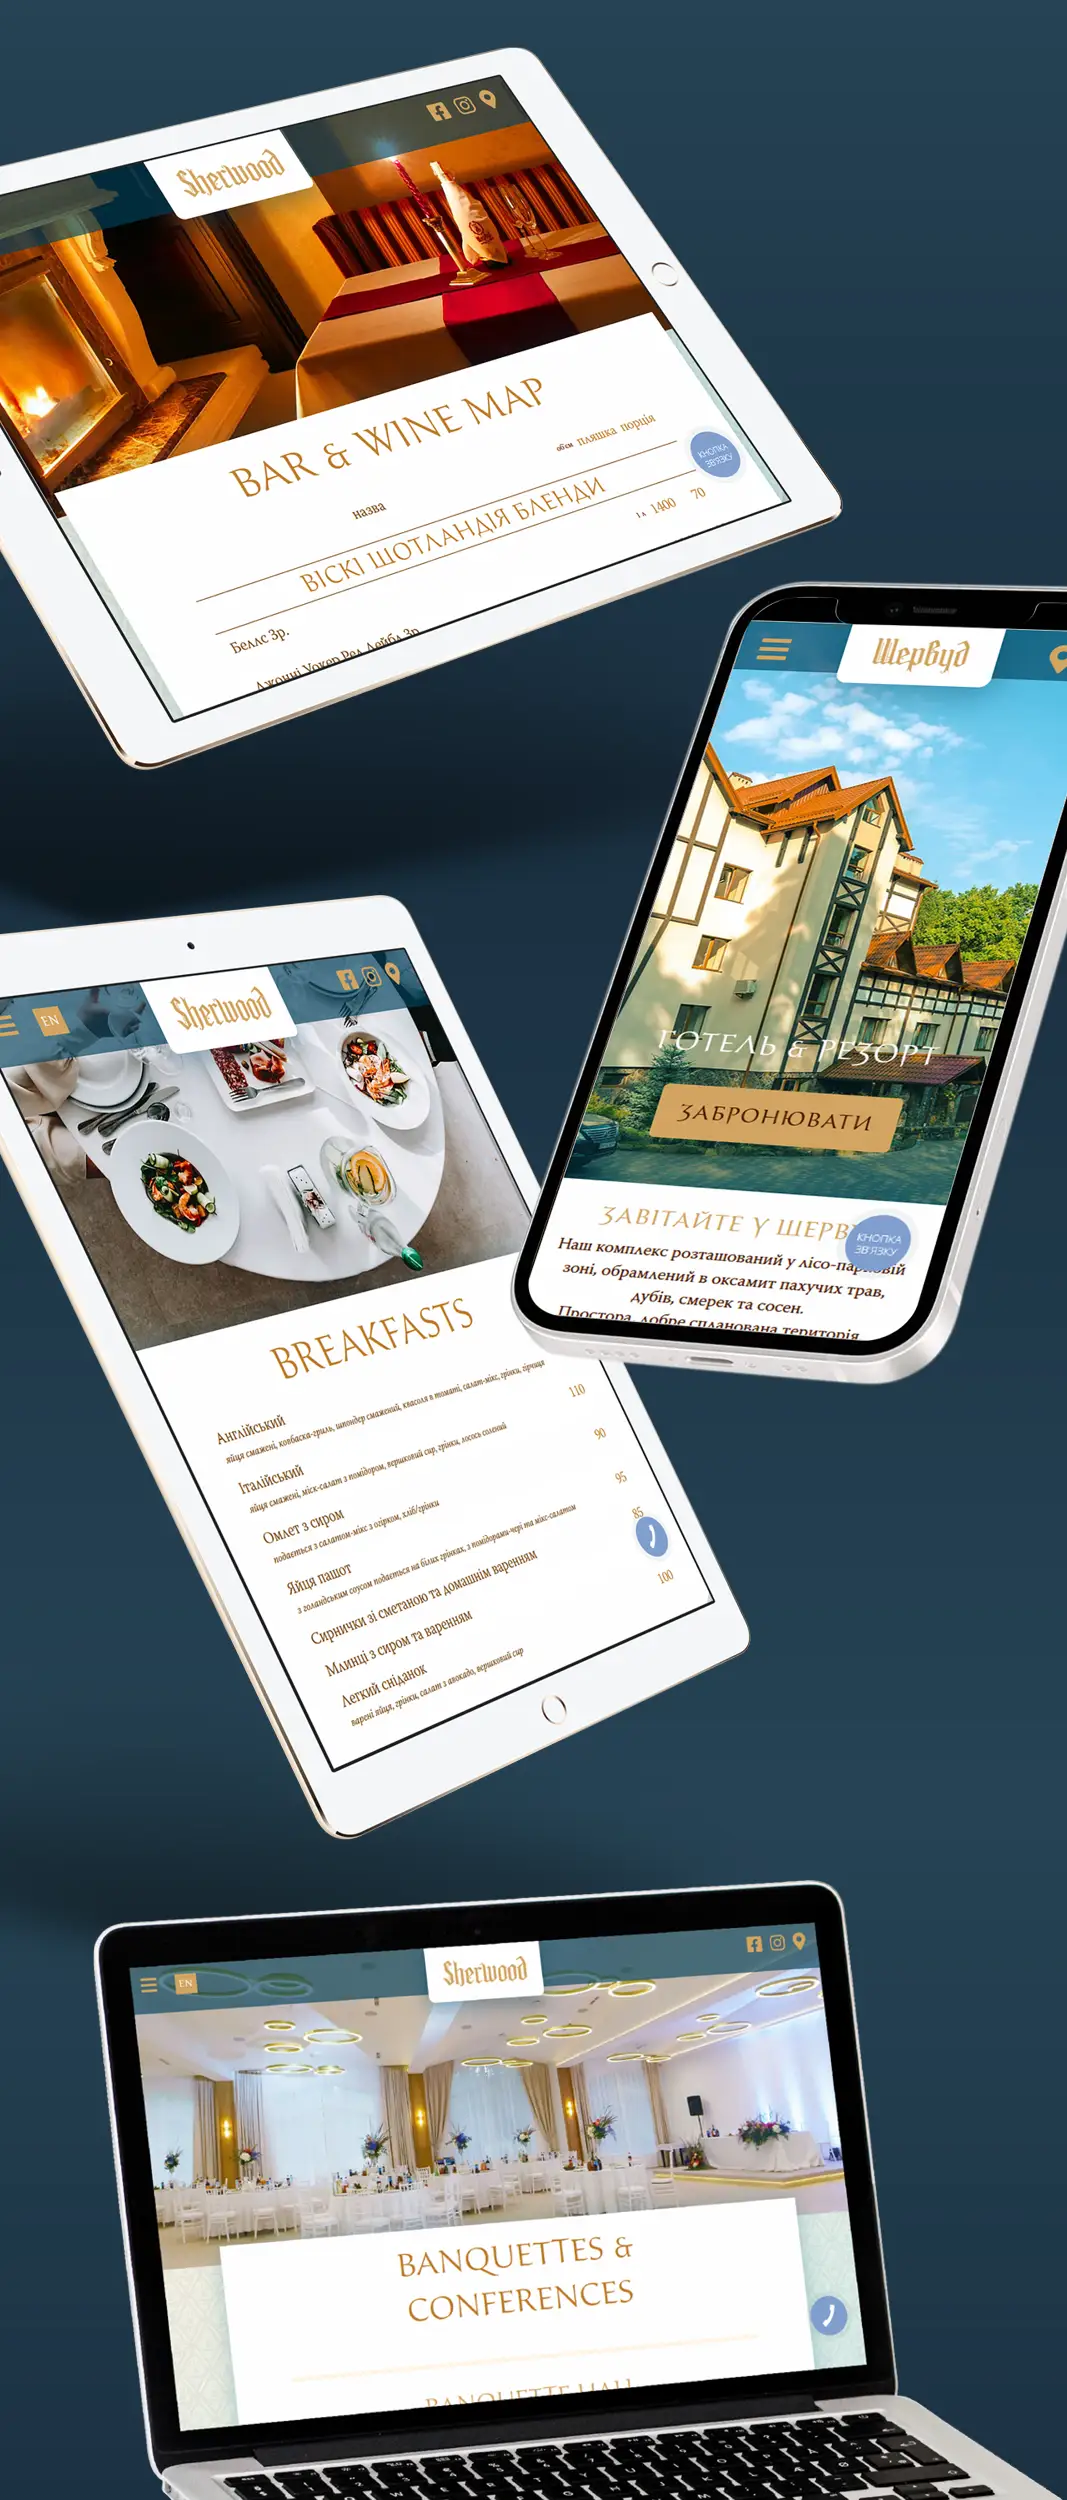 Sherwood
BAR & WINE MAP
назва
об'єм пляшка порція
ВІСКІ ШОТЛАНДІЯ БЛЕНДИ
Беллс 3р.
1 л 1400 70
Джонні Уокер Ред Лейбл 3р.
КНОПКА
ЗВ'ЯЗКУ
Шервуд
ГОТЕЛЬ & РЕЗОРТ
ЗАБРОНЮВАТИ
ЗАВІТАЙТЕ У ШЕРВ
КНОПКА
ЗВ'ЯЗКУ
Наш комплекс розташований у лісо-парковій
зоні, обрамлений в оксамит пахучих трав,
дубів, смерек та сосен.
Простора, добре спланована територія
EN
Sherwood
BREAKFASTS
Англійський
110
яйця смажені, ковбаска-гриль, шпондер смажений, квасоля в томаті, салат-мікс, грінки, гірчиця
Італійський
90
яйця смажені, міск-салат з помідором, вершковий сир, грінки, лосось солений
Омлет з сиром
95
подається з салатом-мікс з огірком, хліб/грінки
Яйця пашот
85
з голандським соусом подається на білих грінках, з помідорами-чері та мікс-салатом
Сирнички зі сметаною та домашнім варенням
100
Млинці з сиром та варенням
Легкий сніданок
варені яйця, грінки, салат з авокадо, вершковий сир
EN
Sherwood
BANQUETTES &
CONFERENCES
BANQUETTE HALL